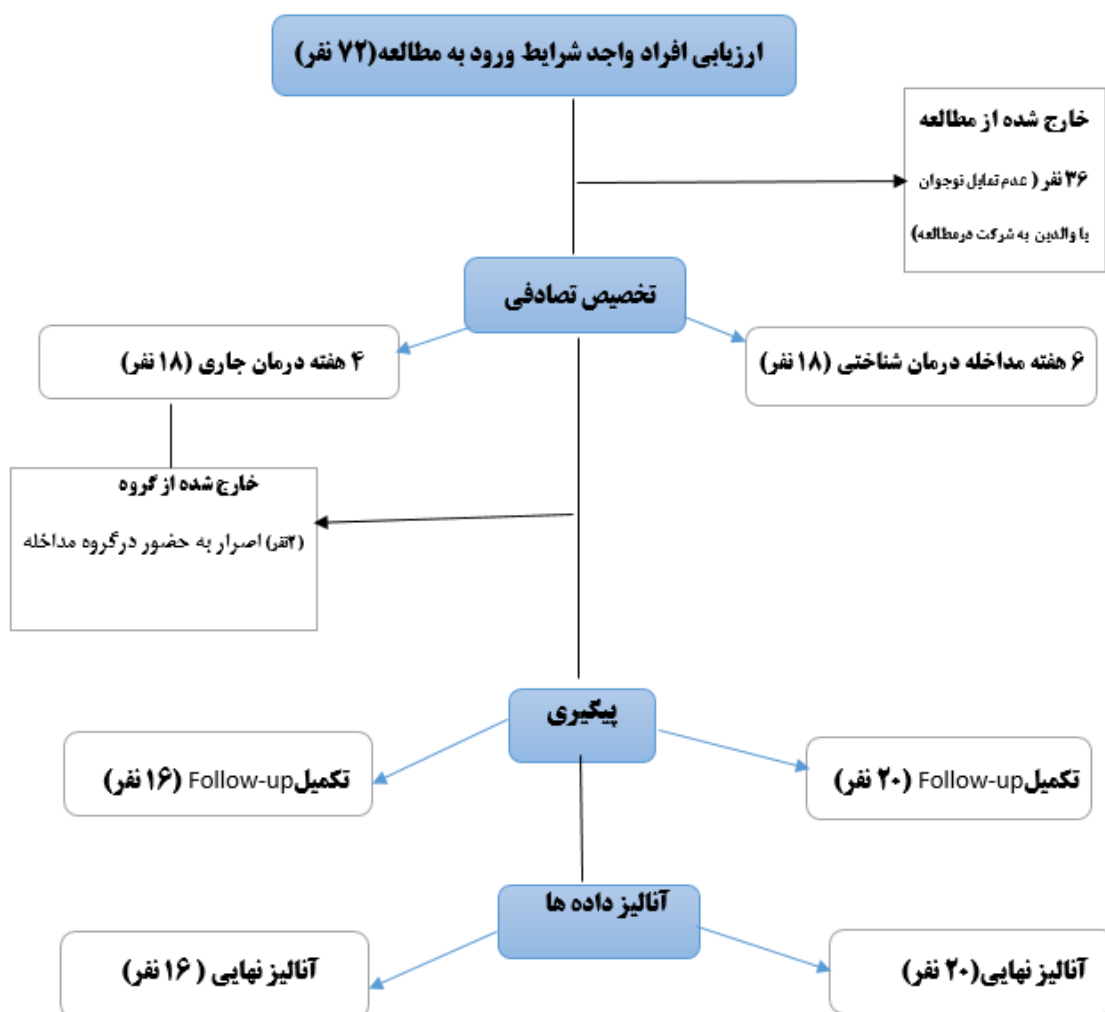 ارزیابی افراد واجد شرایط ورود به مطالعه(۷۲ نفر)
خارج شده از مطالعه
۳۶ نفر ( عدم تمایل نوجوان
یا والدین به شرکت درمطالعه)
تخصیص تصادفی
۶ هفته مداخله درمان شناختی (۱۸ نفر)
۴ هفته درمان جاری (۱۸ نفر)
خارج شده از گروه
(۲نفر) اصرار به حضور درگروه مداخله
پیگیری
تکمیلFollow-up (۲۰ نفر)
تکمیلFollow-up (۱۶ نفر)
آنالیز داده ها
آنالیز نهایی(۲۰ نفر)
آنالیز نهایی ( ۱۶ نفر)